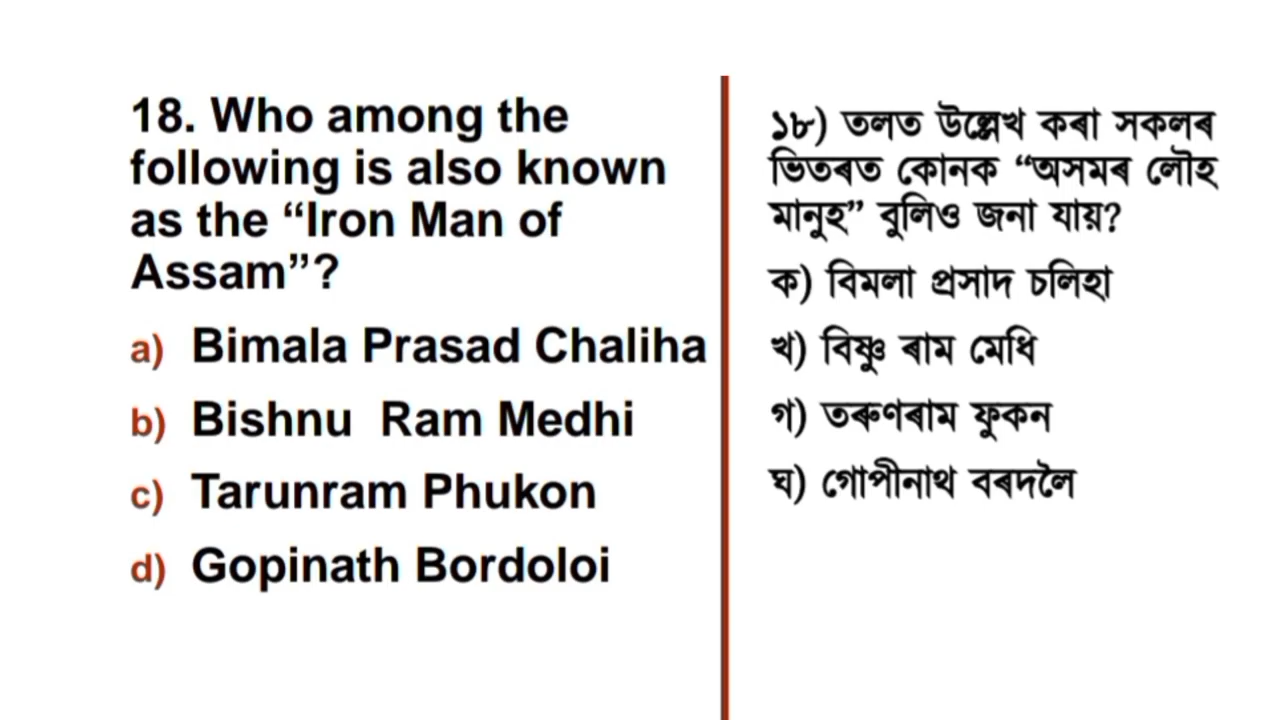 18. Who among the
following is also known
as the “Iron Man of
Assam”?
a) Bimala Prasad Chaliha
b) Bishnu Ram Medhi
c) Tarunram Phukon
d) Gopinath Bordoloi
১৮) তলত উল্লেখ কৰা সকলৰ
ভিতৰত কোনক “অসমৰ লৌহ
মানুহ” বুলিও জনা যায়?
ক) বিমলা প্ৰসাদ চলিহা
খ) বিষ্ণু ৰাম মেধি
গ) তৰুণৰাম ফুকন
ঘ) গোপীনাথ বৰদলৈ